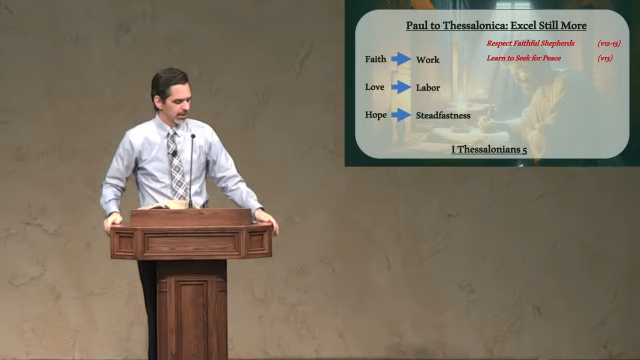 Paul to Thessalonica: Excel Still More
Respect Faithful Shepherds (v12-13)
Learn to Seek for Peace (v13)
Faith Work
Love Labor
Hope Steadfastness
I Thessalonians 5